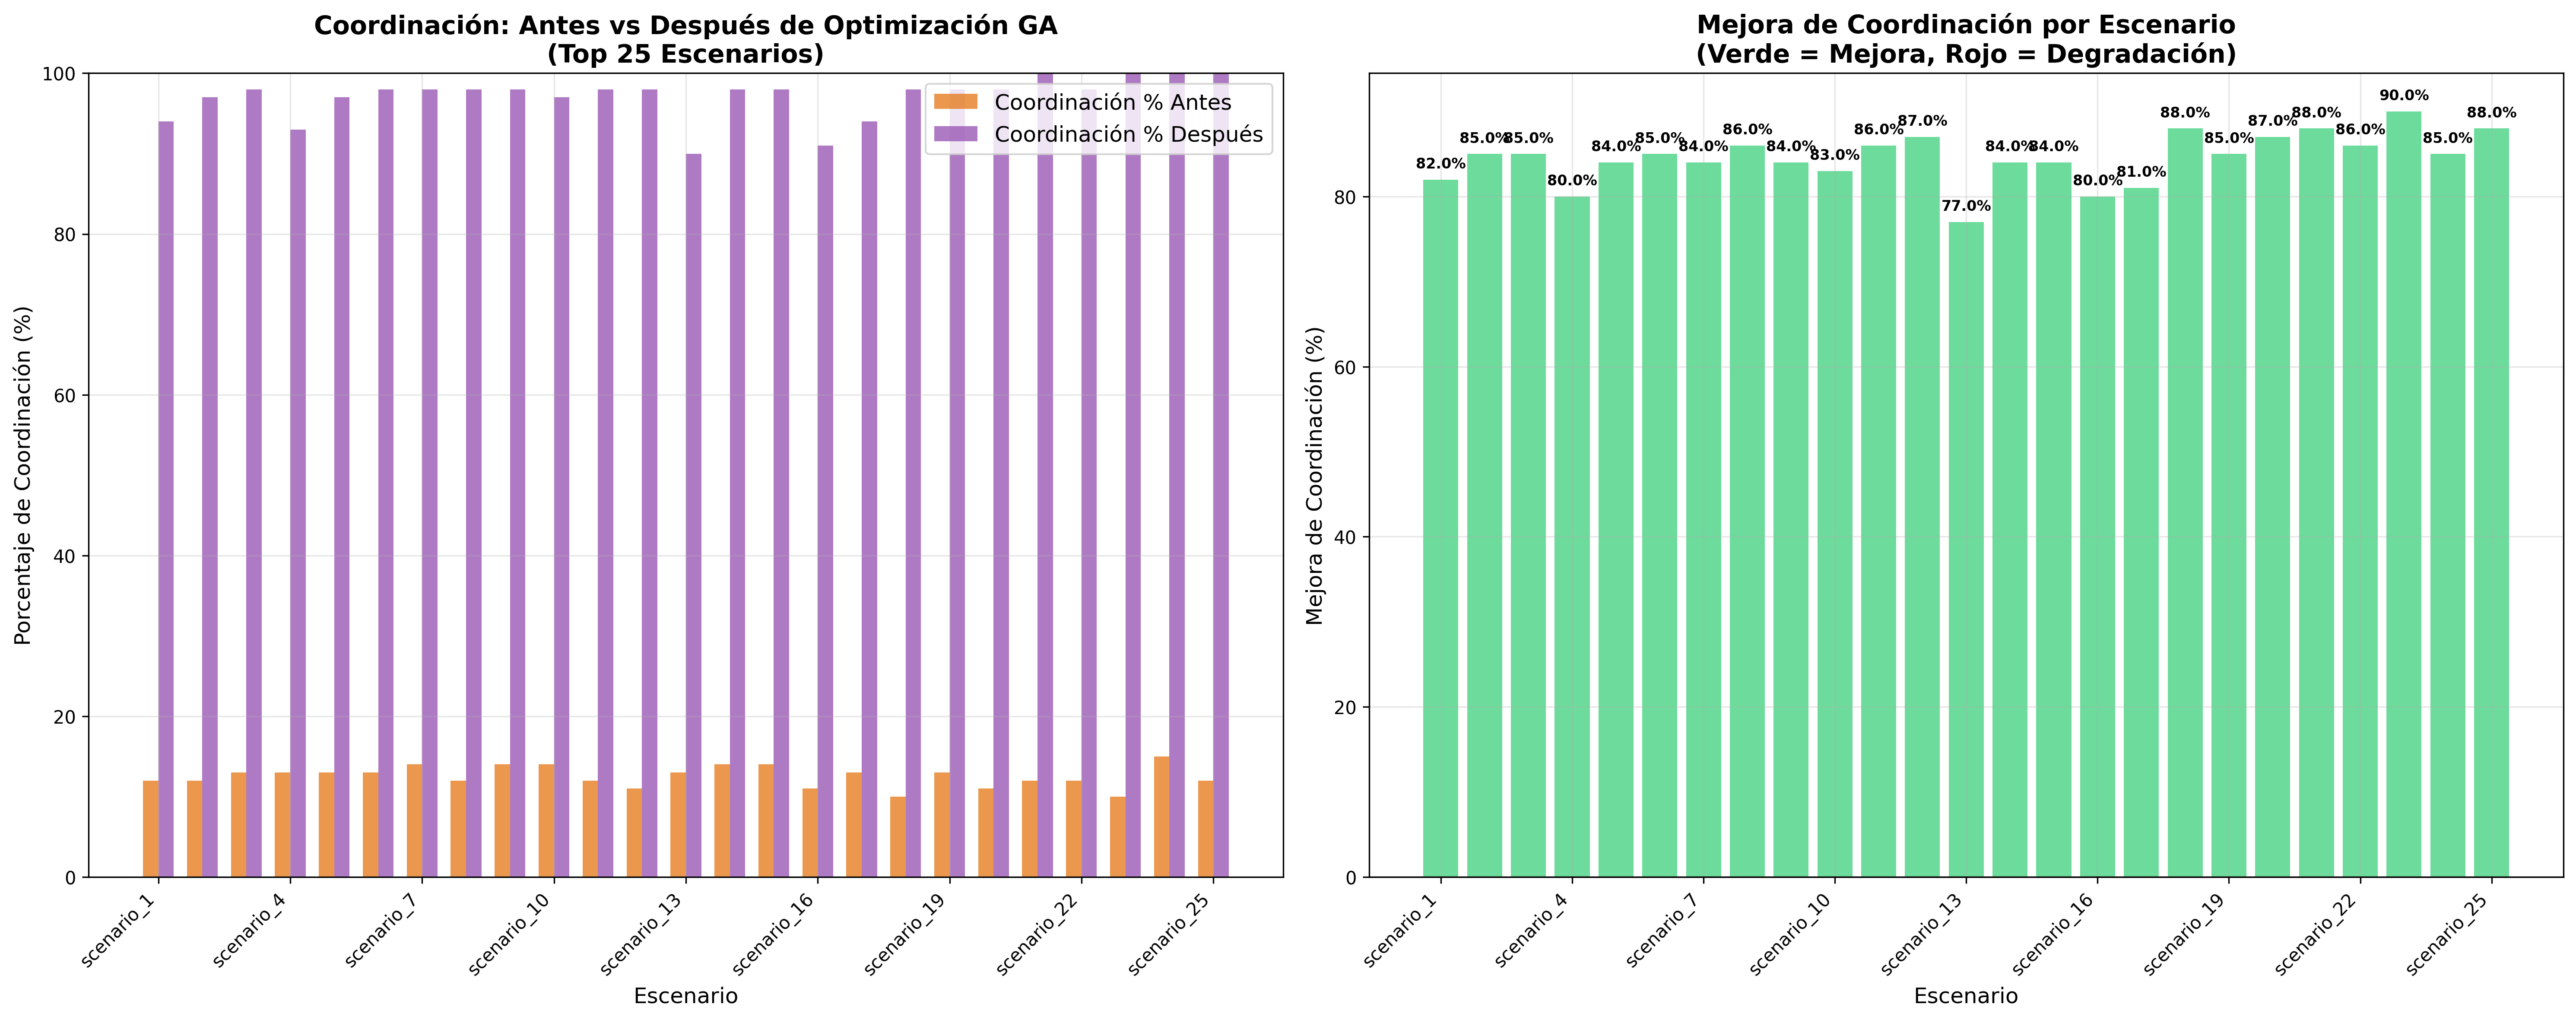 Coordinación: Antes vs Después de Optimización GA
(Top 25 Escenarios)
Porcentaje de Coordinación (%)
100
80
60
40
20
0
Coordinación % Antes
Coordinación % Después
scenario_1
scenario_4
scenario_7
scenario_10
scenario_13
scenario_16
scenario_19
scenario_22
scenario_25
Escenario
Mejora de Coordinación por Escenario
(Verde = Mejora, Rojo = Degradación)
Mejora de Coordinación (%)
80
60
40
20
0
82.0%
85.0%
85.0%
80.0%
84.0%
85.0%
84.0%
86.0%
84.0%
83.0%
86.0%
87.0%
77.0%
84.0%
84.0%
80.0%
81.0%
88.0%
85.0%
87.0%
88.0%
86.0%
90.0%
85.0%
88.0%
scenario_1
scenario_4
scenario_7
scenario_10
scenario_13
scenario_16
scenario_19
scenario_22
scenario_25
Escenario